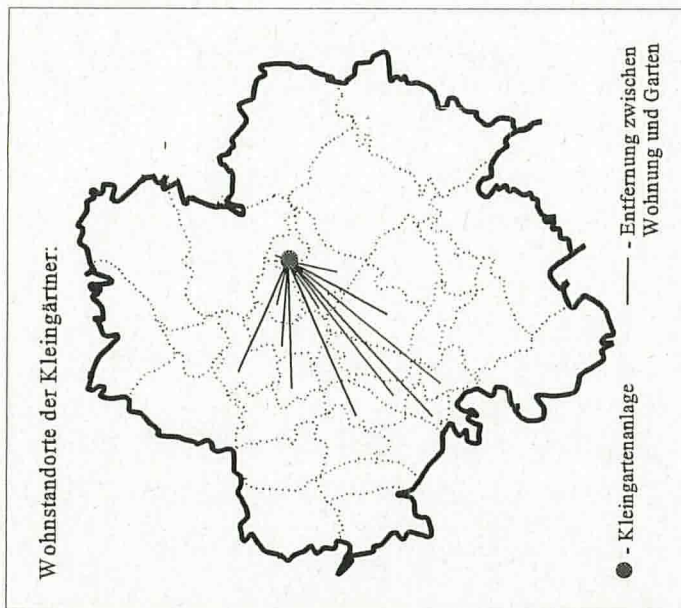 Wohnstandorte der Kleingärtner:
- Kleingartenanlage
- Entfernung zwischen
Wohnung und Garten